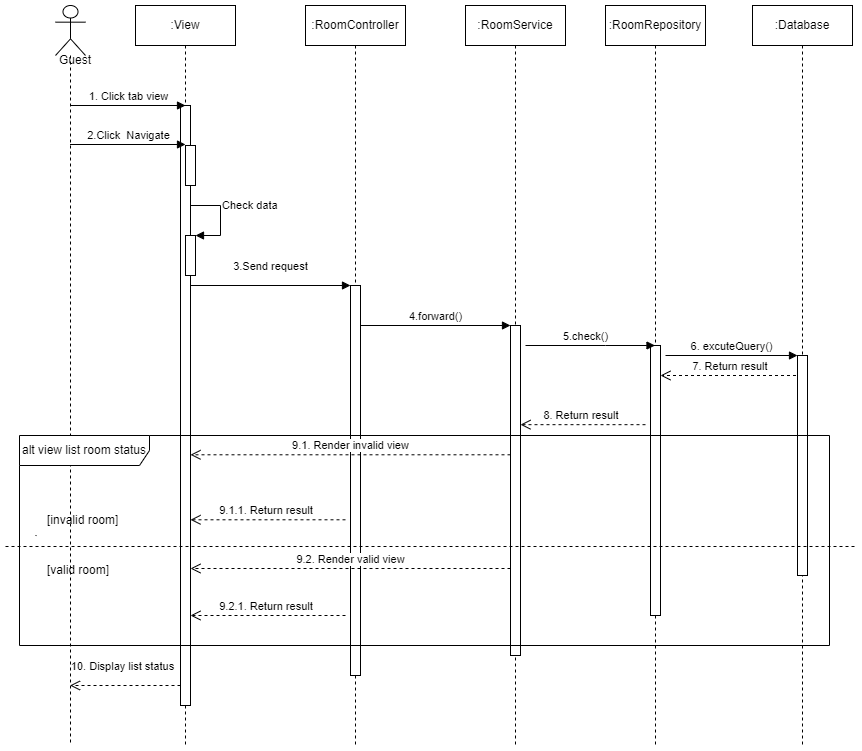 :View
:RoomController
:RoomService
:RoomRepository
:Database
Guest
1. Click tab view
2.Click Navigate
Check data
3.Send request
4.forward()
5.check()
6. excuteQuery()
7. Return result
8. Return result
alt view list room status
9.1. Render invalid view
9.1.1. Return result
[invalid room]
9.2. Render valid view
[valid room]
9.2.1. Return result
10. Display list status